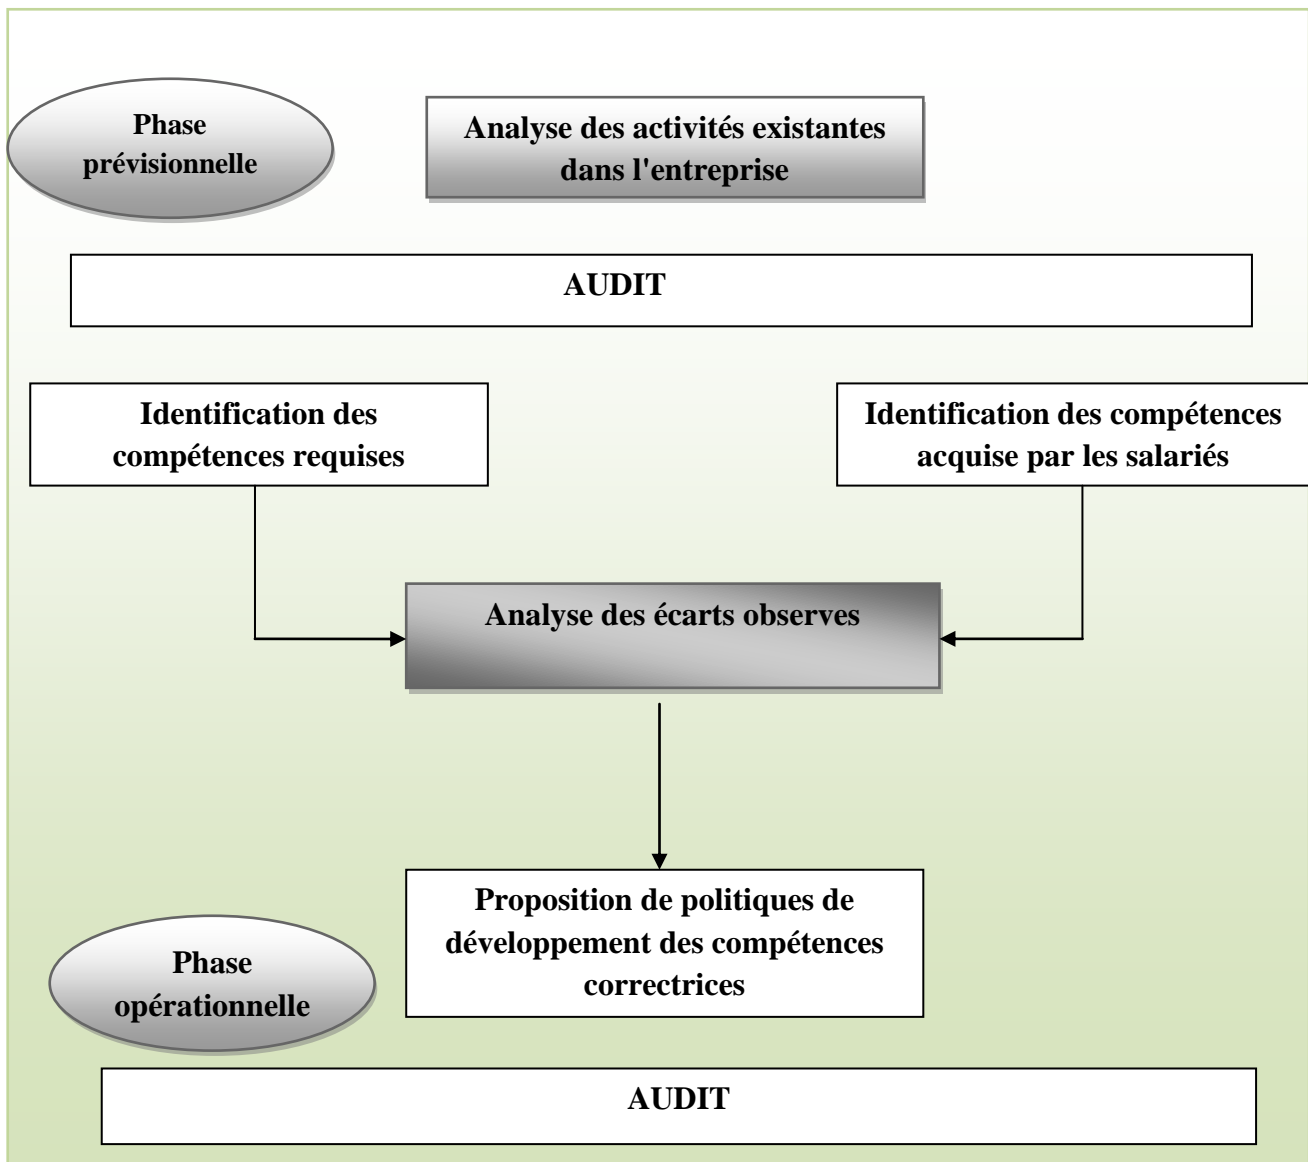 Phase
prévisionnelle
Analyse des activités existantes
dans l'entreprise
AUDIT
Identification des
compétences requises
Identification des compétences
acquise par les salariés
Analyse des écarts observes
Proposition de politiques de
développement des compétences
correctrices
Phase
opérationnelle
AUDIT